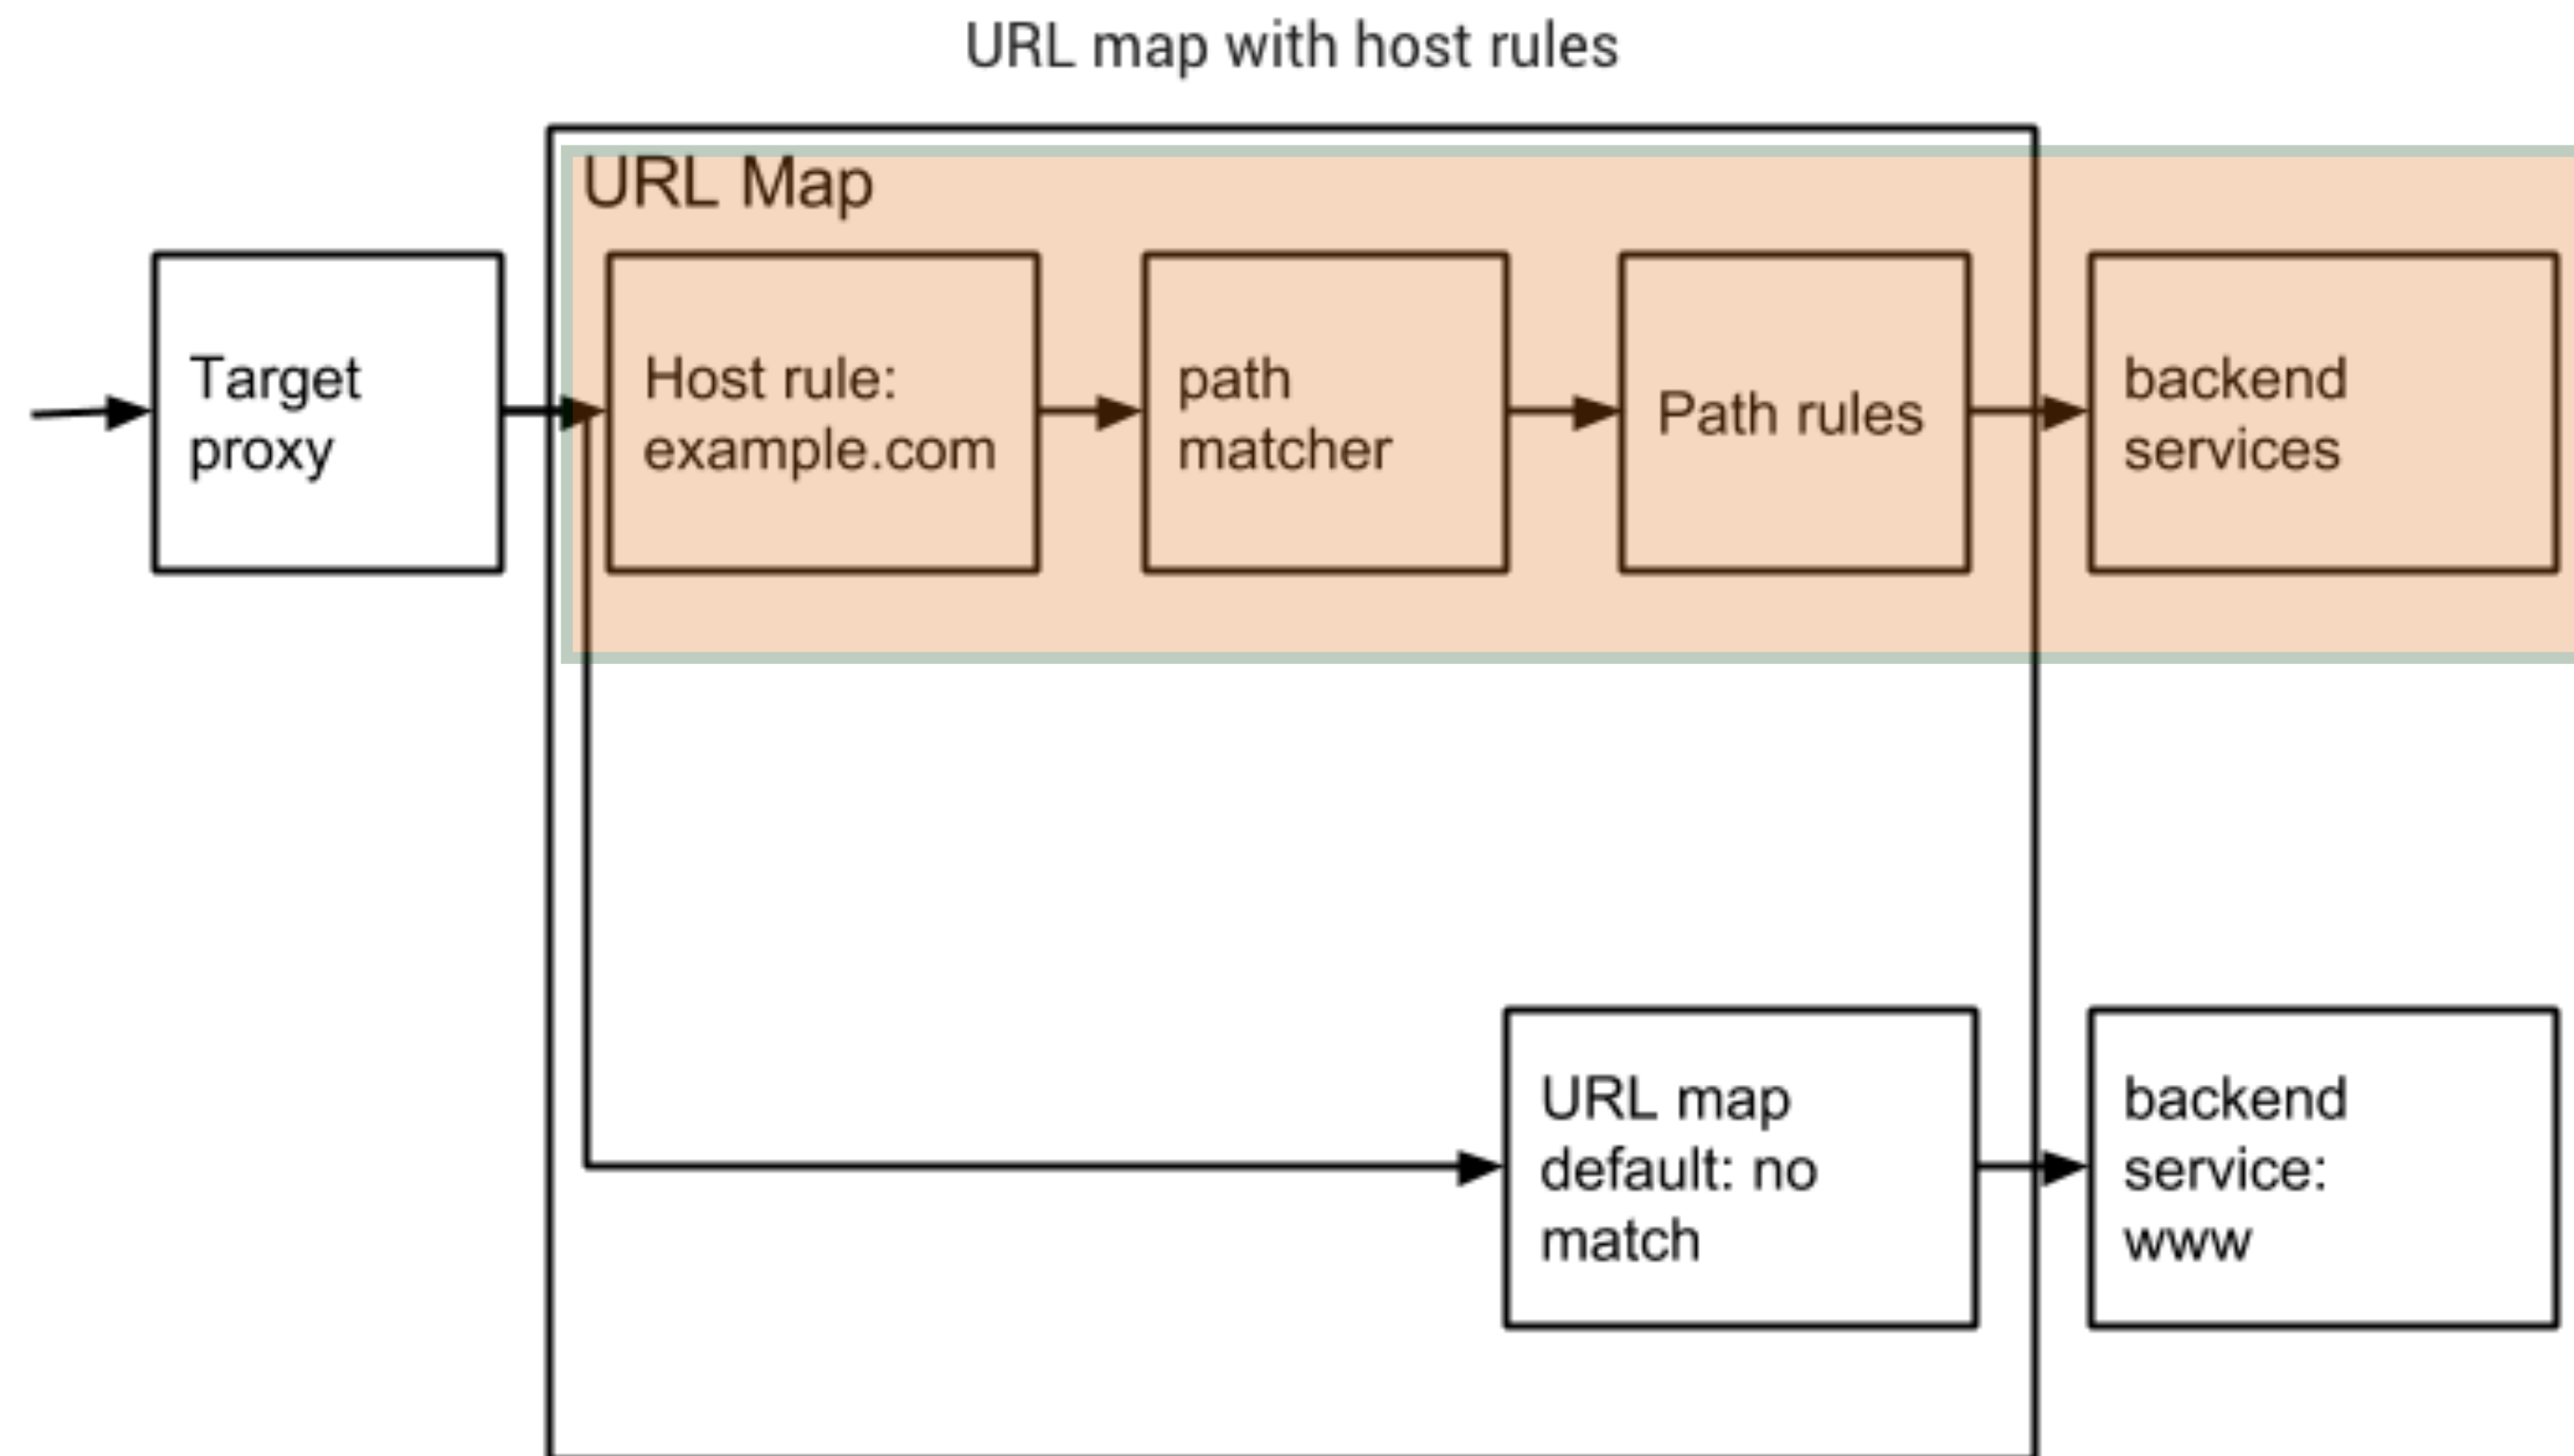 URL map with host rules
URL Map
Target
proxy
Host rule:
example.com
path
matcher
Path rules
backend
services
URL map
default: no
match
backend
service:
www